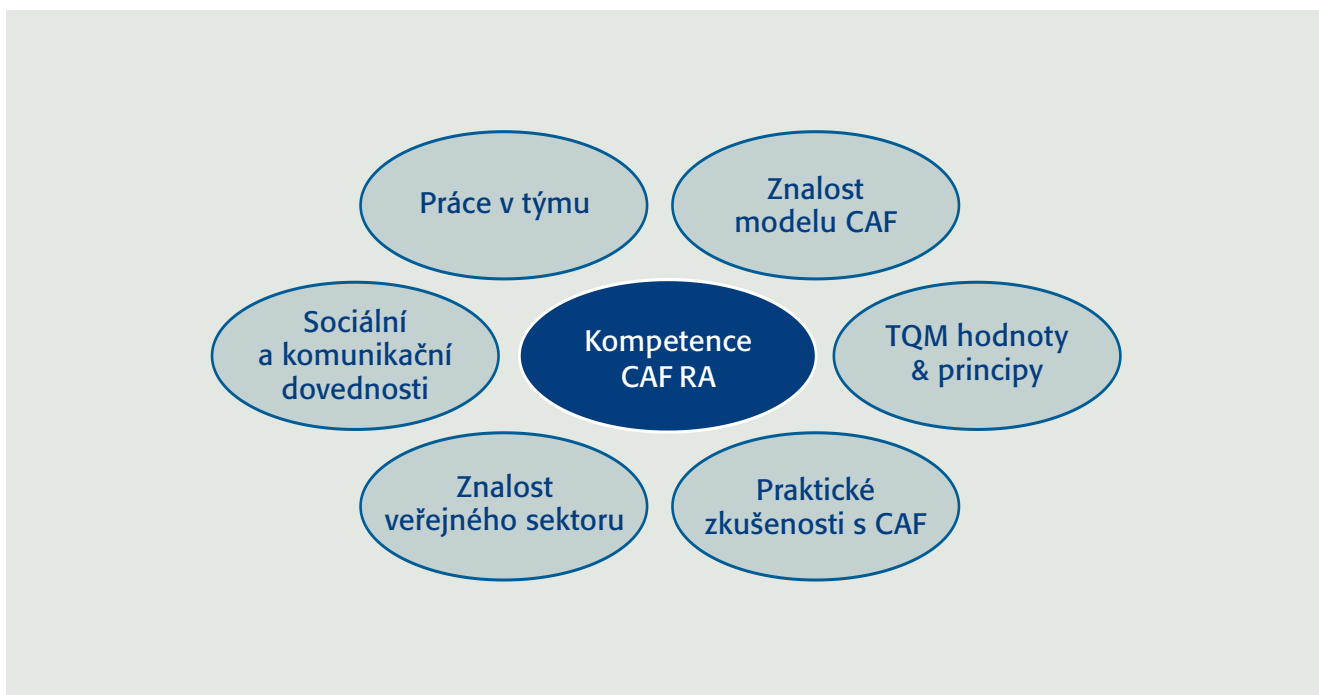 Práce v týmu
Znalost
modelu CAF
Sociální
a komunikační
dovednosti
Kompetence
CAF RA
TQM hodnoty
& principy
Znalost
veřejného sektoru
Praktické
zkušenosti s CAF